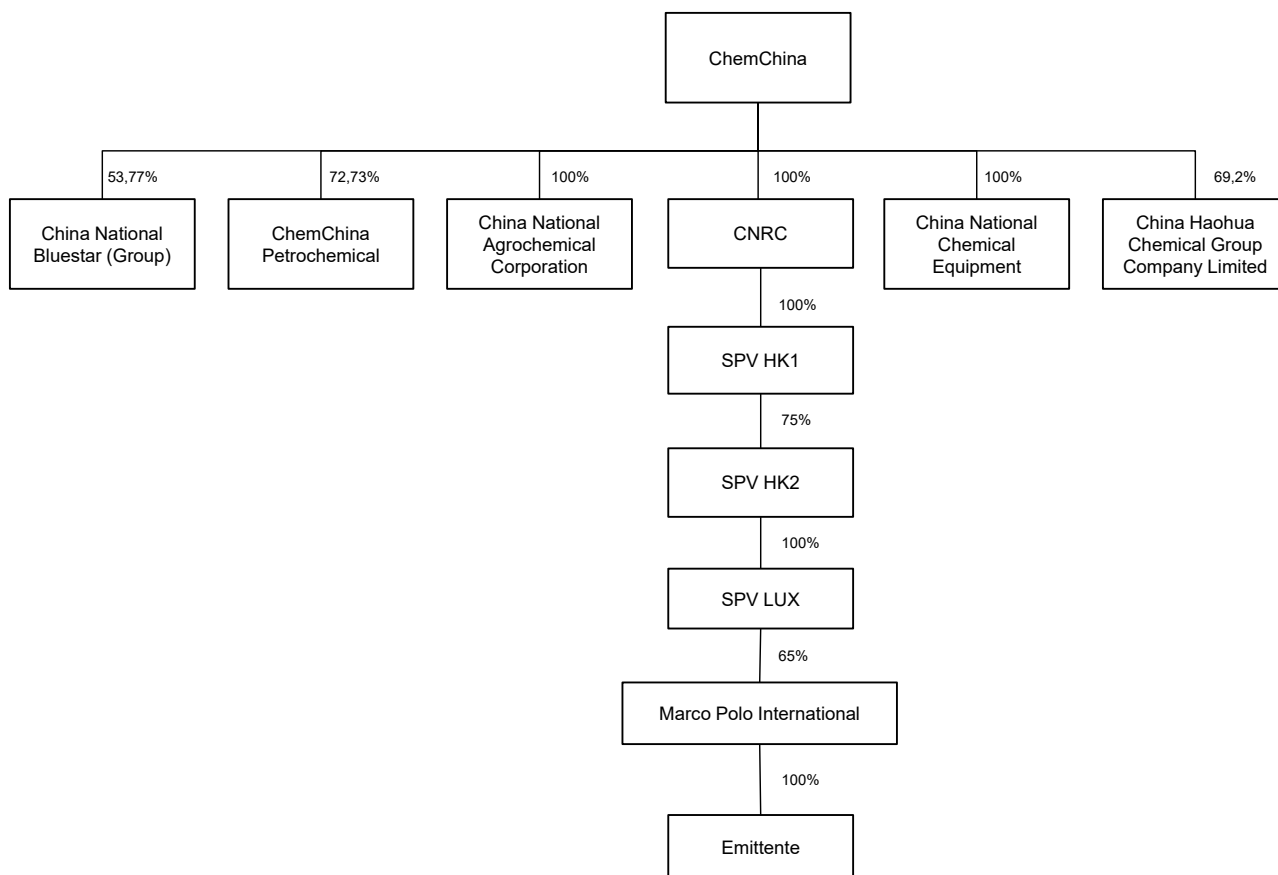 ChemChina
53,77%
72,73%
100%
100%
100%
69,2%
China National
Bluestar (Group)
ChemChina
Petrochemical
China National
Agrochemical
Corporation
CNRC
China National
Chemical
Equipment
China Haohua
Chemical Group
Company Limited
100%
SPV HK1
75%
SPV HK2
100%
SPV LUX
65%
Marco Polo International
100%
Emittente